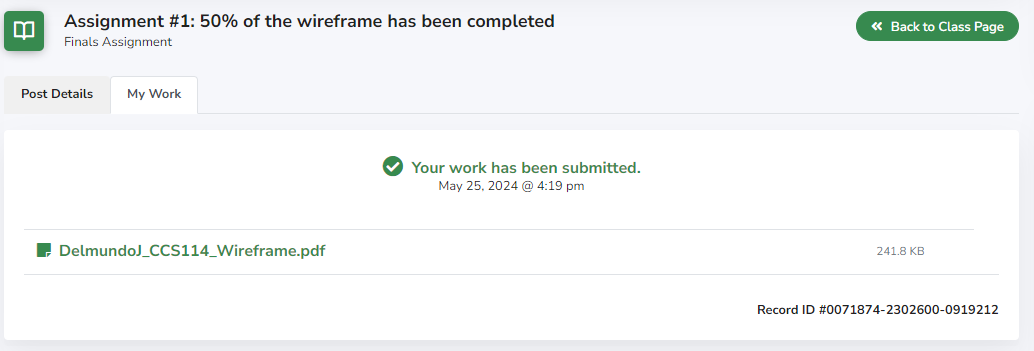 Assignment #1: 50% of the wireframe has been completed
Finals Assignment
Back to Class Page
Post Details
My Work
Your work has been submitted.
May 25, 2024 @ 4:19 pm
DelmundoJ_CCS114_Wireframe.pdf
241.8 KB
Record ID #0071874-2302600-0919212